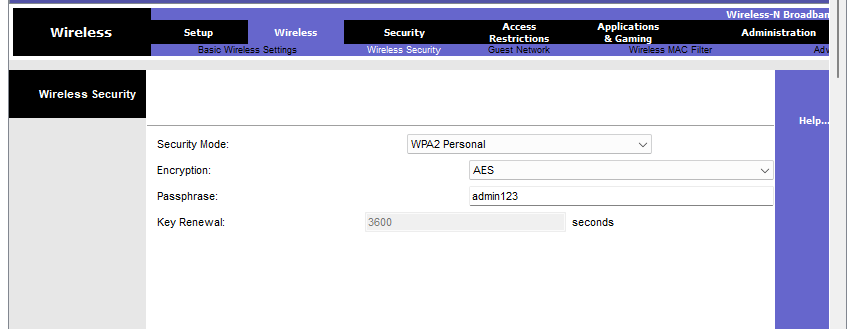 Wireless-N Broadban
Wireless
Setup Wireless Security Access Restrictions Applications & Gaming Administration
Basic Wireless Settings Wireless Security Guest Network Wireless MAC Filter Adv
Wireless Security
Help...
Security Mode: WPA2 Personal
Encryption: AES
Passphrase: admin123
Key Renewal: 3600 seconds